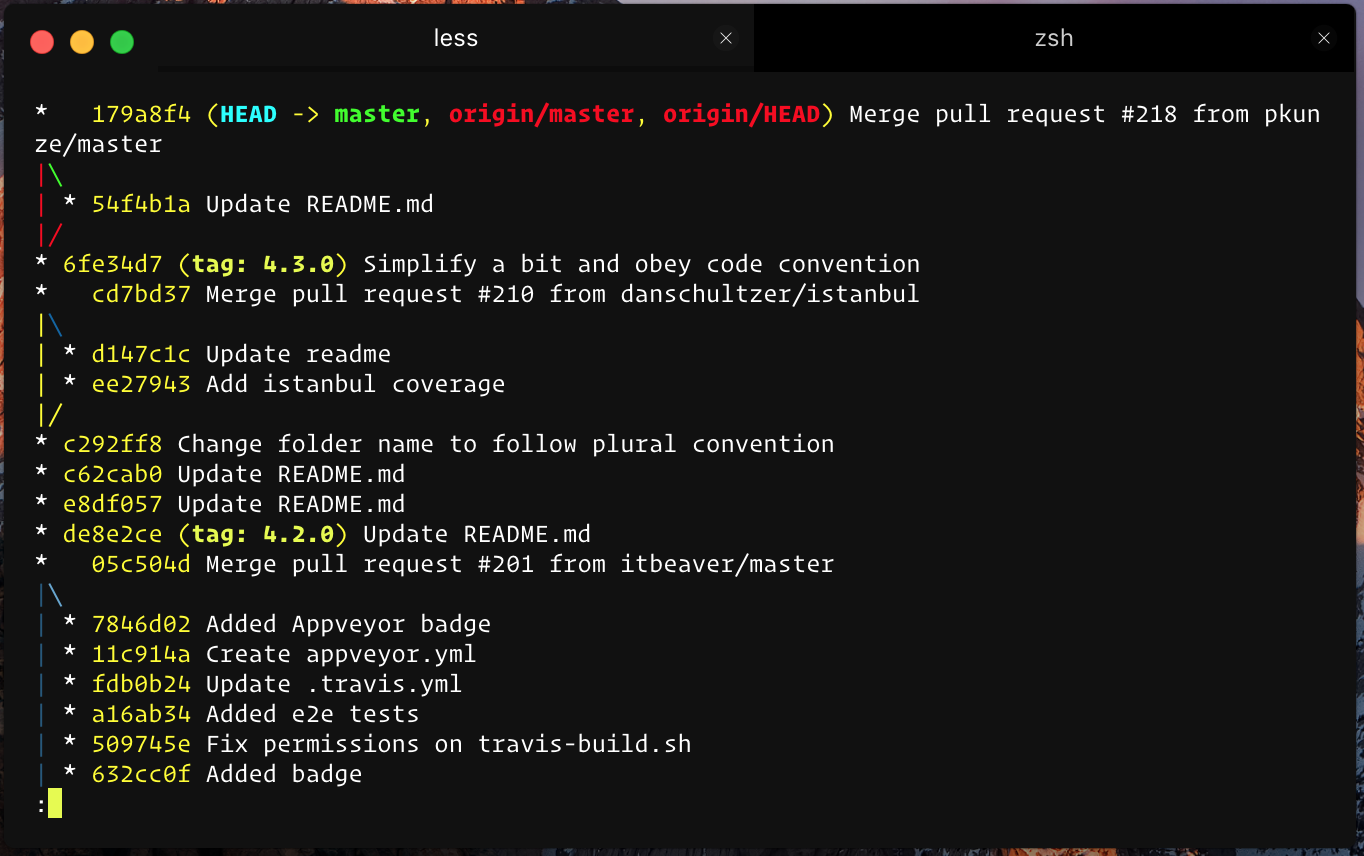 less
zsh
*   179a8f4 (HEAD -> master, origin/master, origin/HEAD) Merge pull request #218 from pkun
ze/master
|\
| * 54f4b1a Update README.md
|/
* 6fe34d7 (tag: 4.3.0) Simplify a bit and obey code convention
*   cd7bd37 Merge pull request #210 from danschultzer/istanbul
|\
| * d147c1c Update readme
| * ee27943 Add istanbul coverage
|/
* c292ff8 Change folder name to follow plural convention
* c62cab0 Update README.md
* e8df057 Update README.md
* de8e2ce (tag: 4.2.0) Update README.md
*   05c504d Merge pull request #201 from itbeaver/master
|\
| * 7846d02 Added Appveyor badge
| * 11c914a Create appveyor.yml
| * fdb0b24 Update .travis.yml
| * a16ab34 Added e2e tests
| * 509745e Fix permissions on travis-build.sh
| * 632cc0f Added badge
: